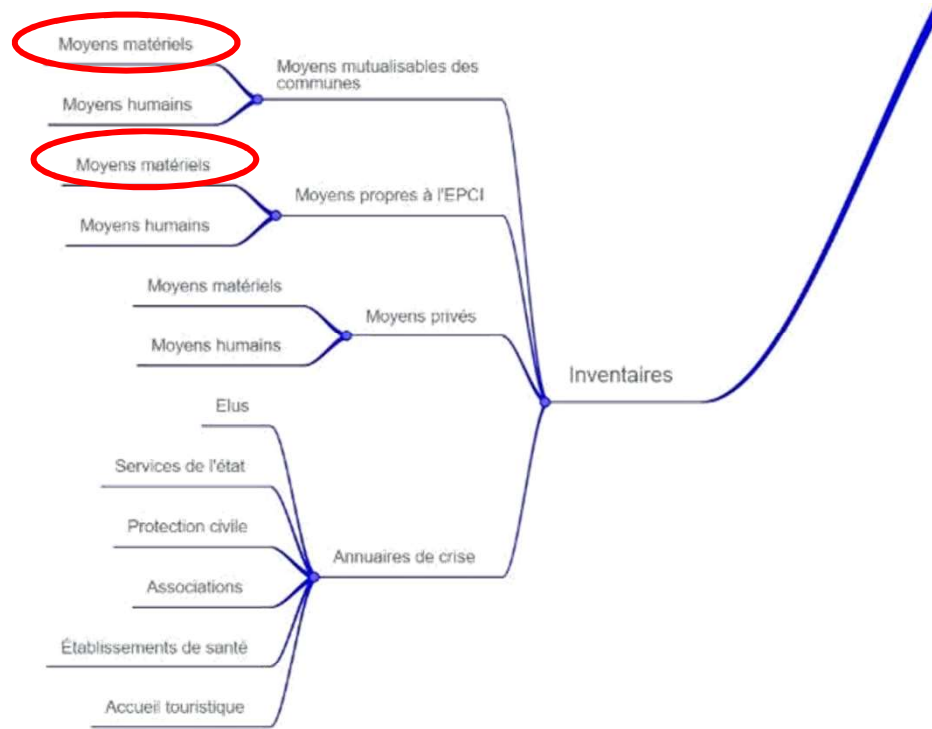 Moyens matériels
Moyens mutualisables des
communes
Moyens humains
Moyens matériels
Moyens propres à l'EPCI
Moyens humains
Moyens matériels
Moyens privés
Moyens humains
Inventaires
Elus
Services de l'état
Protection civile
Annuaires de crise
Associations
Établissements de santé
Accueil touristique